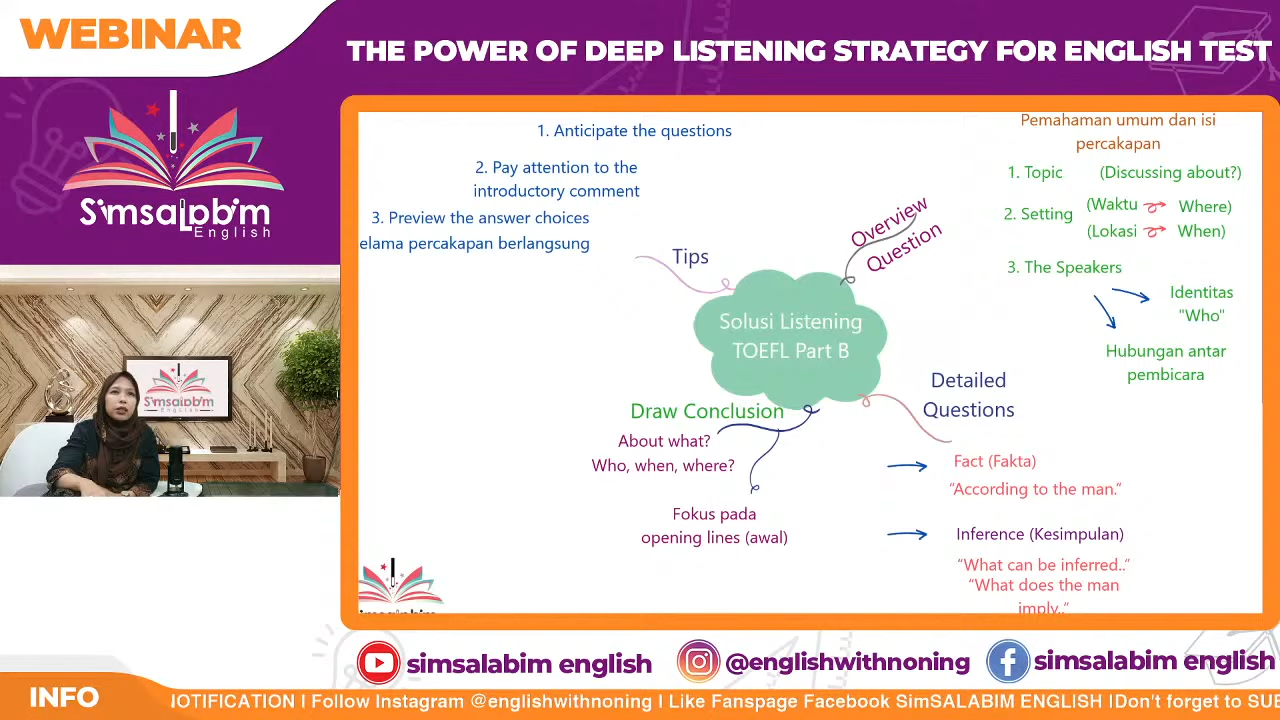 WEBINAR
THE POWER OF DEEP LISTENING STRATEGY FOR ENGLISH TEST
Simsalabim
English
1. Anticipate the questions
2. Pay attention to the
introductory comment
3. Preview the answer choices
elama percakapan berlangsung
Tips
Overview
Question
Pemahaman umum dan isi
percakapan
1. Topic (Discussing about?)
2. Setting (Waktu Where)
(Lokasi When)
3. The Speakers
Identitas
"Who"
Hubungan antar
pembicara
Solusi Listening
TOEFL Part B
Detailed
Questions
Fact (Fakta)
"According to the man."
Inference (Kesimpulan)
"What can be inferred.."
"What does the man
imply.."
Draw Conclusion
About what?
Who, when, where?
Fokus pada
opening lines (awal)
Simsalabim
English
simsalabim english
@englishwithnoning
simsalabim english
INFO
NOTIFICATION I Follow Instagram @englishwithnoning I Like Fanspage Facebook SimSALABIM ENGLISH IDon't forget to SUB